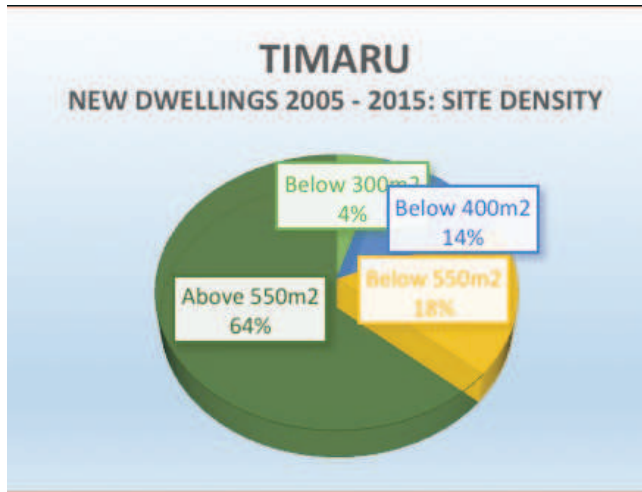 TIMARU
NEW DWELLINGS 2005 - 2015: SITE DENSITY
Below 300m2
4%
Below 400m2
14%
Below 550m2
18%
Above 550m2
64%